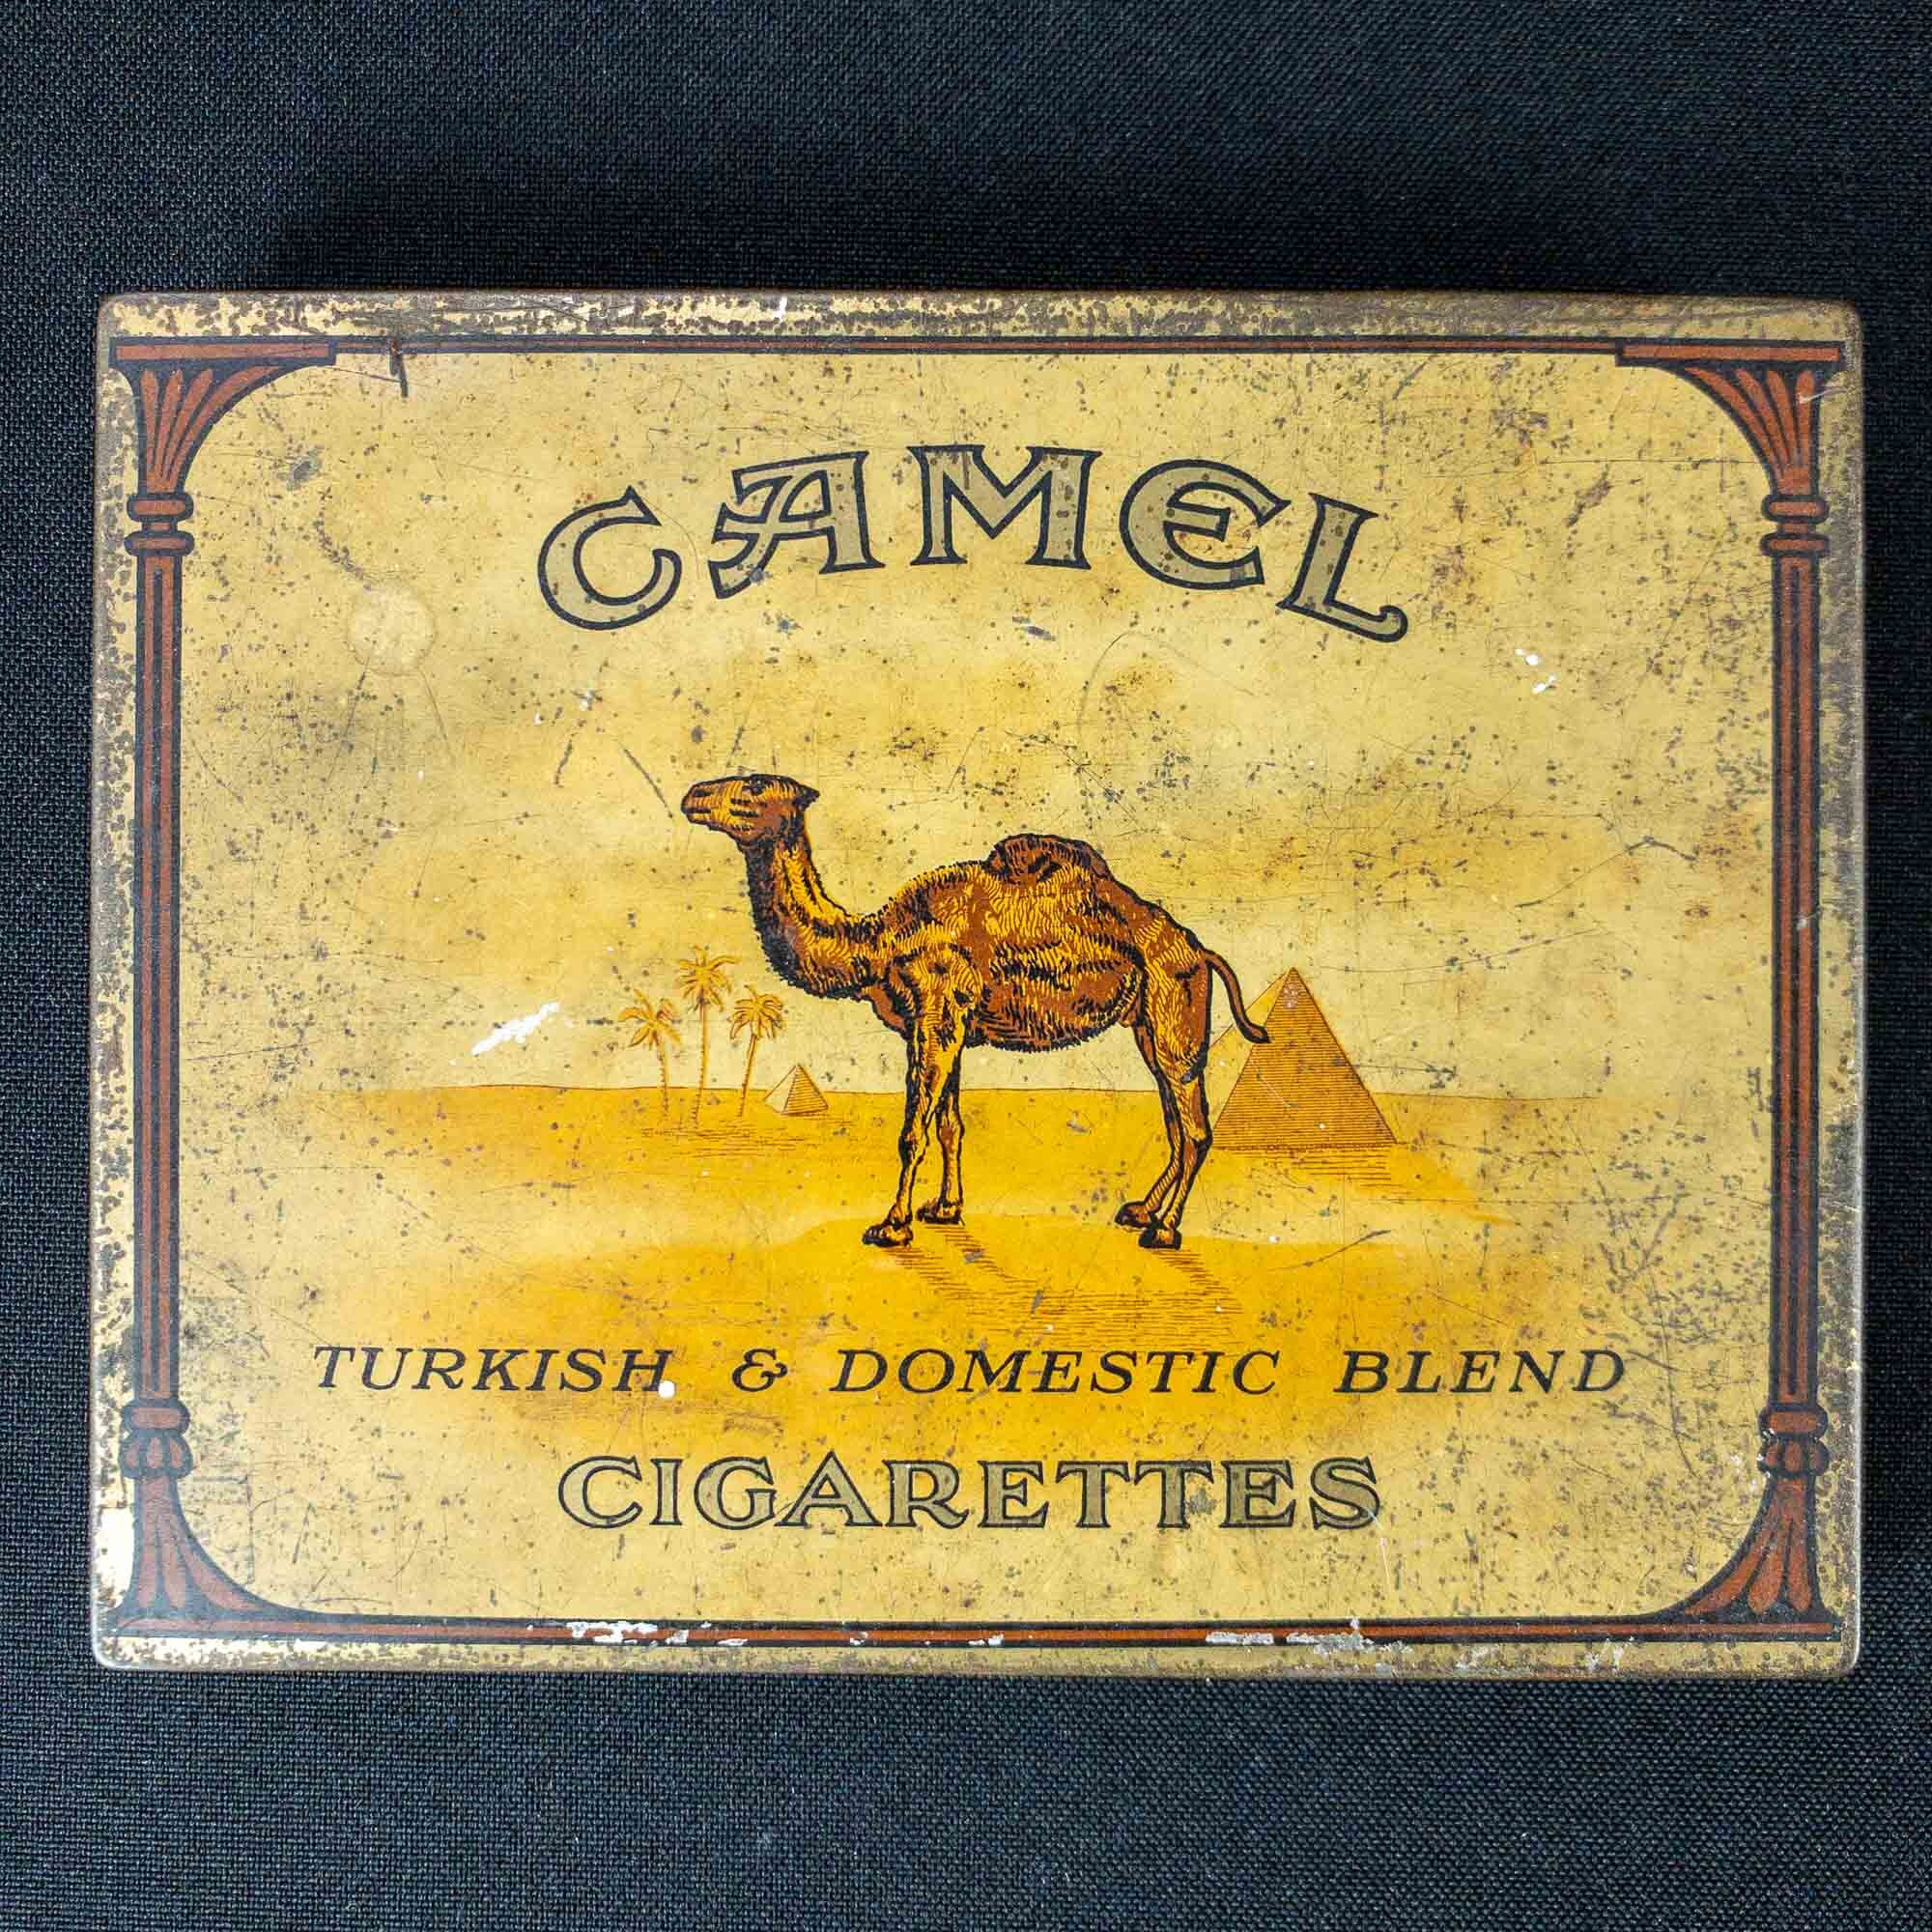 CAMEL
TURKISH & DOMESTIC BLEND
CIGARETTES